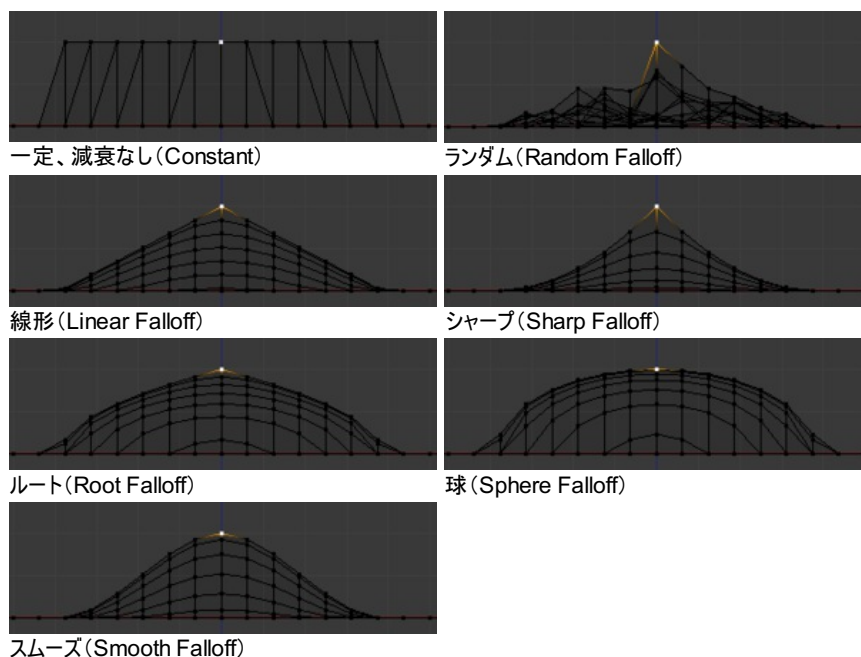 一定、減衰なし(Constant)
ランダム(Random Falloff)
線形(Linear Falloff)
シャープ(Sharp Falloff)
ルート(Root Falloff)
球(Sphere Falloff)
スムーズ(Smooth Falloff)